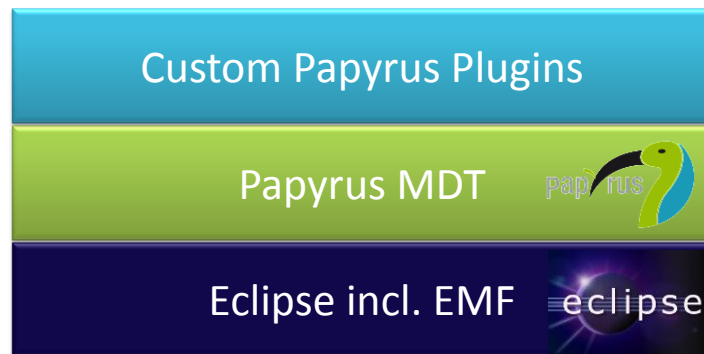 Custom Papyrus Plugins
Papyrus MDT
papyrus
Eclipse incl. EMF
eclipse